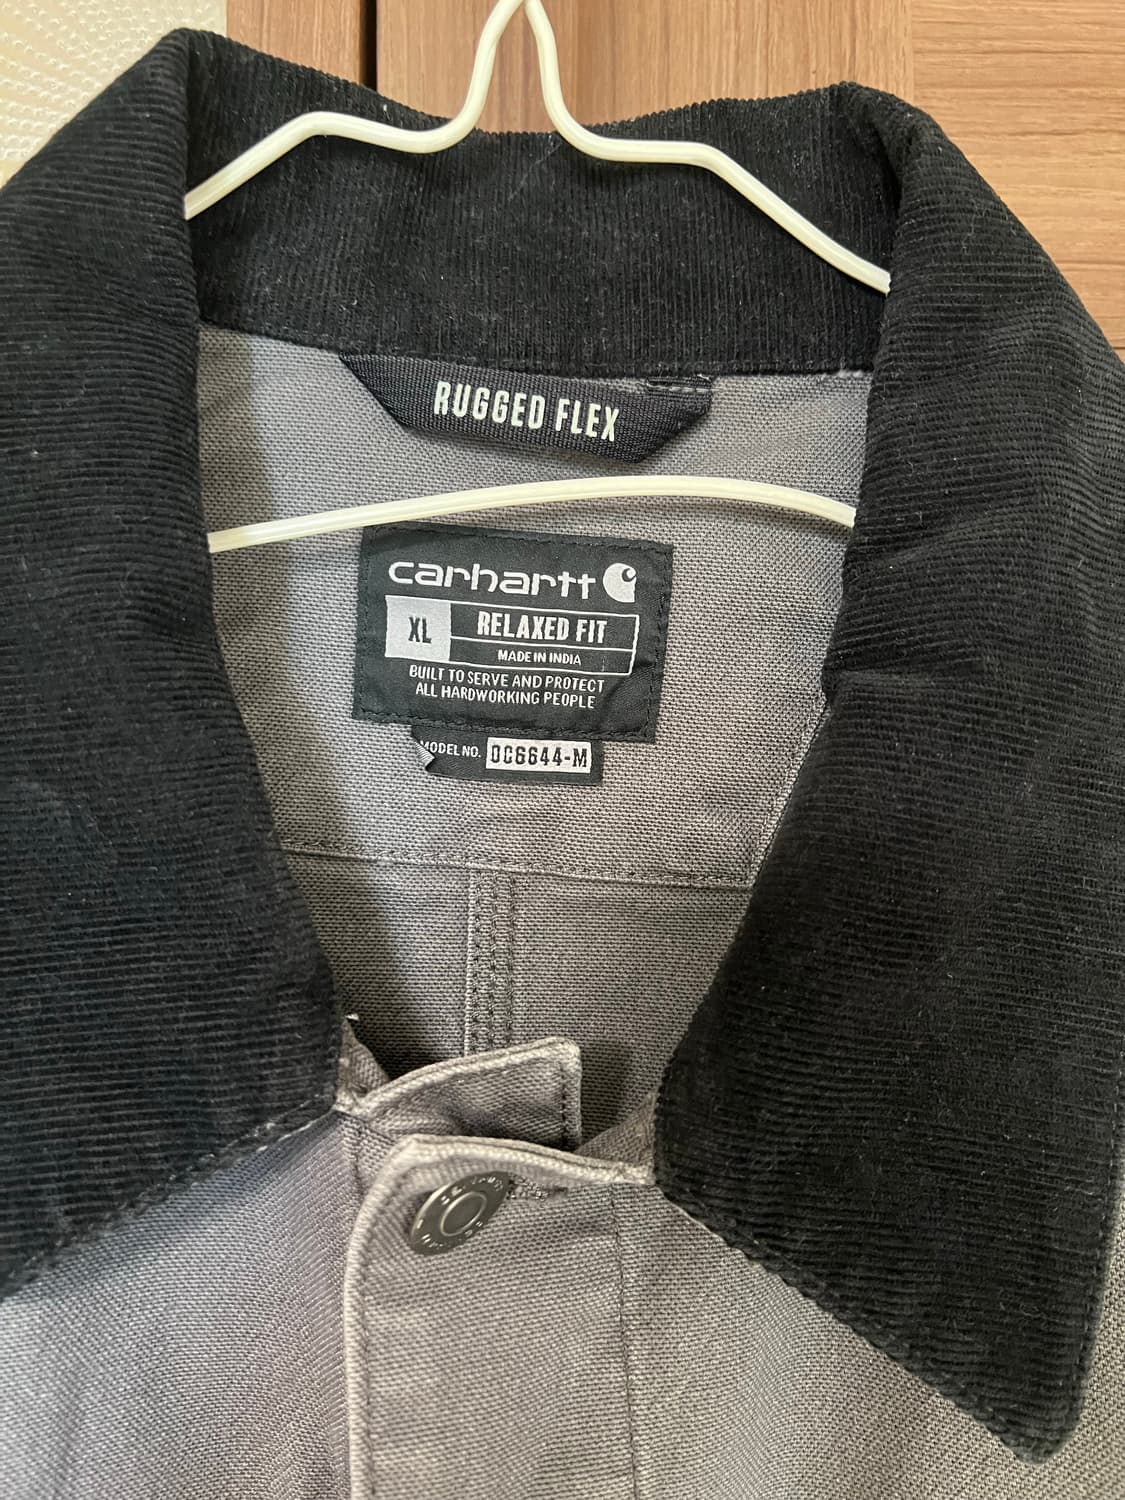 RUGGED FLEX
carhartt
XL
RELAXED FIT
MADE IN INDIA
BUILT TO SERVE AND PROTECT
ALL HARDWORKING PEOPLE
MODEL NO. OC6644-M